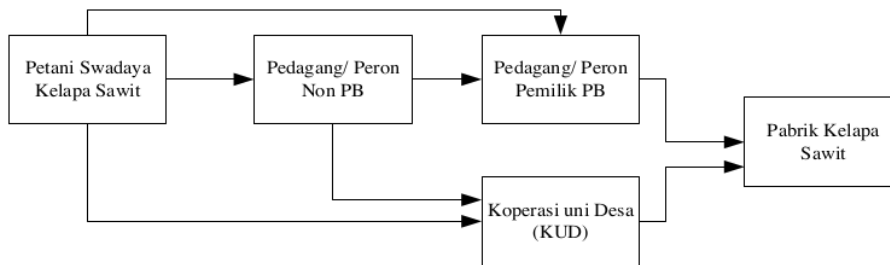 Petani Swadaya
Kelapa Sawit
Pedagang/ Peron
Non PB
Pedagang/ Peron
Pemilik PB
Pabrik Kelapa
Sawit
Koperasi uni Desa
(KUD)